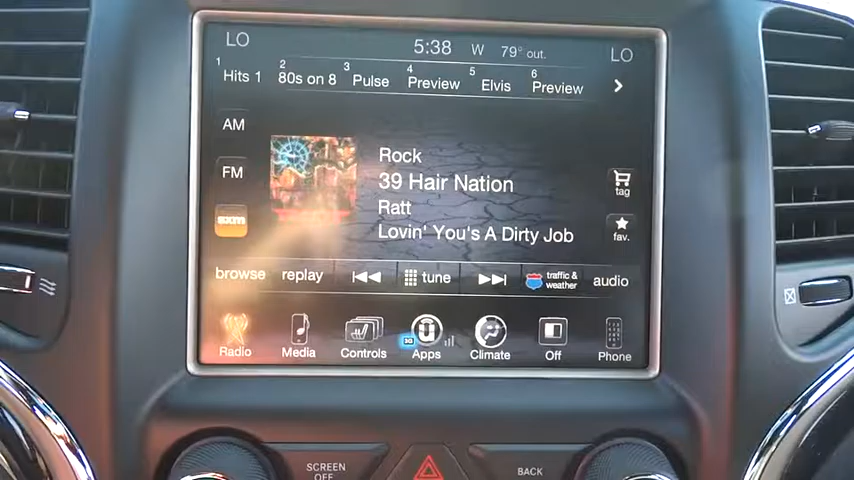 LO 5:38 W 79° out. LO
1 Hits 1 2 80s on 8 3 Pulse 4 Preview 5 Elvis 6 Preview
AM
FM
sxm
Rock
39 Hair Nation
Ratt
Lovin' You's A Dirty Job
tag
fav.
browse replay tune traffic & weather audio
Radio Media Controls 3G Apps Climate Off Phone
SCREEN OFF
BACK